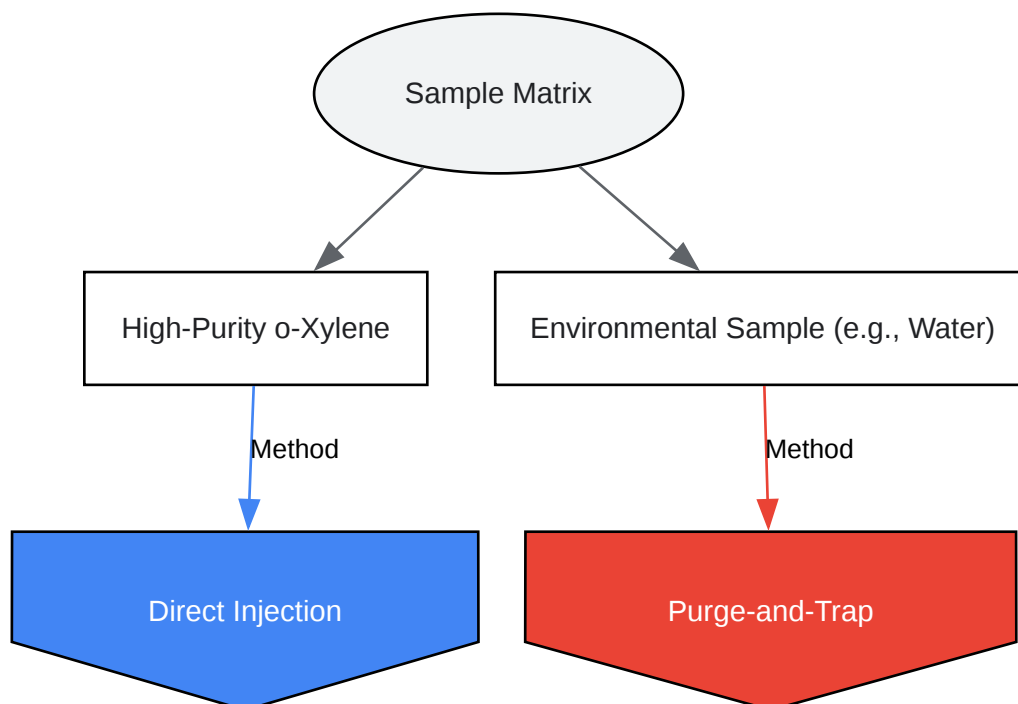 Sample Matrix
High-Purity o-Xylene
Environmental Sample (e.g., Water)
Method
Method
Direct Injection
Purge-and-Trap